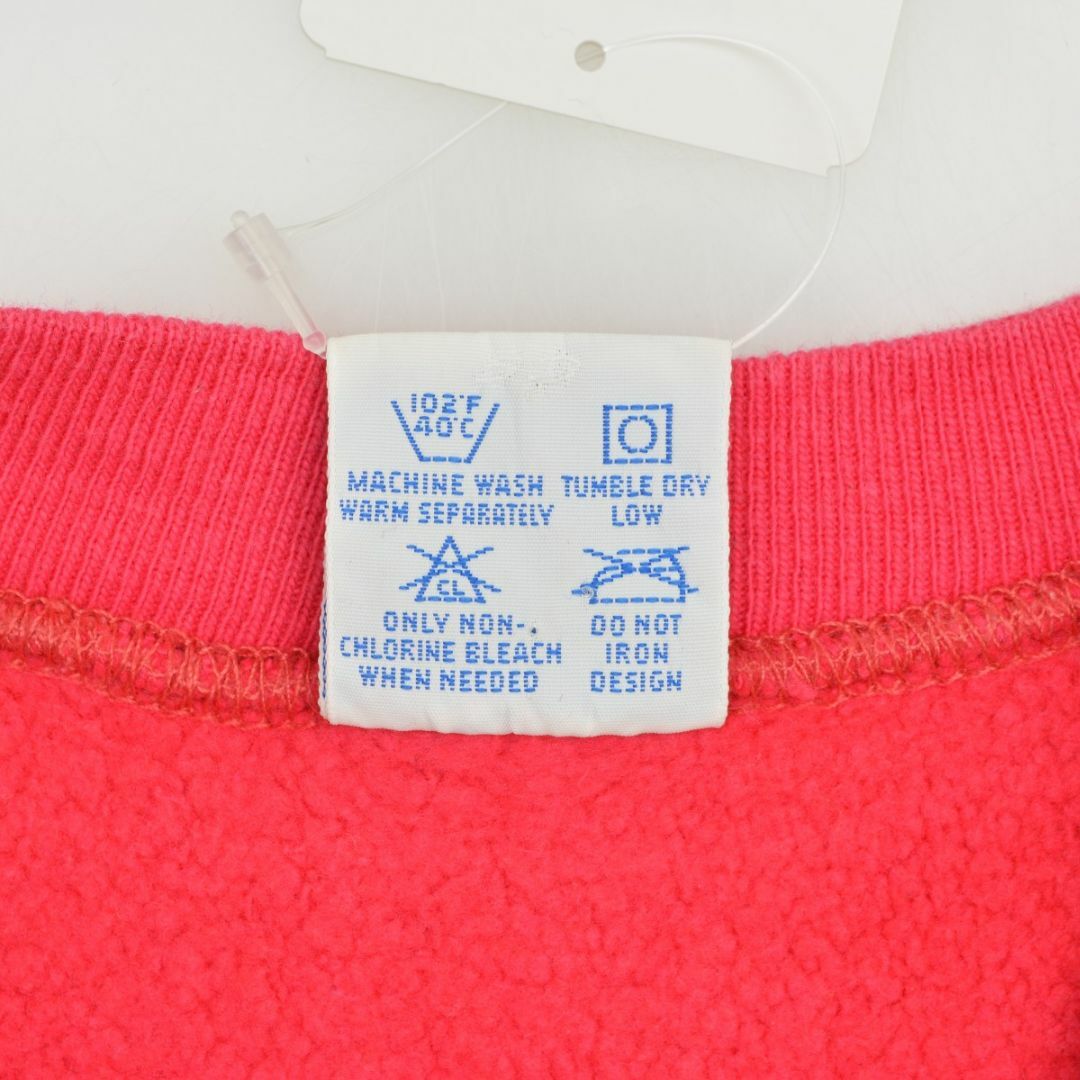 102°F
40°C
MACHINE WASH
WARM SEPARATELY
TUMBLE DRY
LOW
CL
ONLY NON-
CHLORINE BLEACH
WHEN NEEDED
DO NOT
IRON
DESIGN